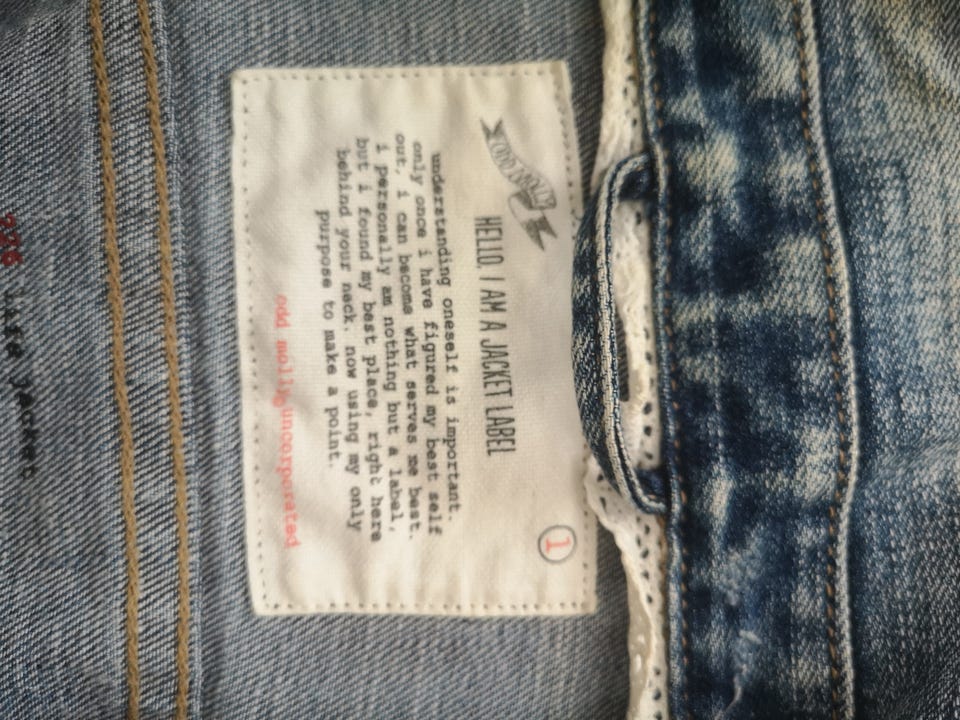 ODD MOLLY
HELLO. I AM A JACKET LABEL
1
understanding oneself is important.
only once i have figured my best self
out, i can become what serves me best.
i personally am nothing but a label,
but i found my best place, right here
behind your neck. now using my only
purpose to make a point.
odd molly uncorporated
jacket